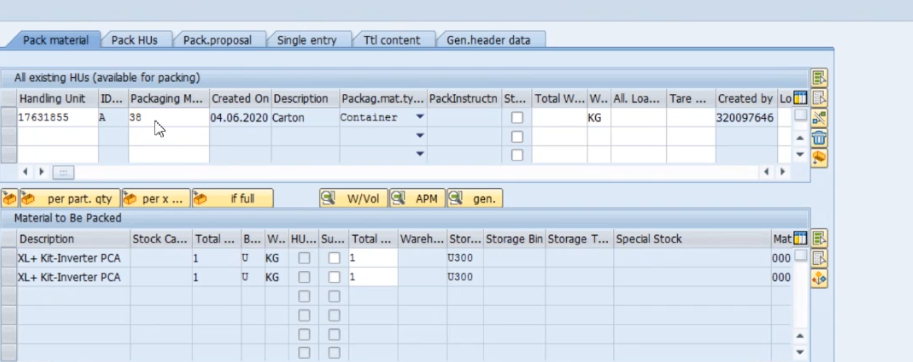 Pack material Pack HUs Pack.proposal Single entry Ttl content Gen.header data
All existing HUs (available for packing)
Handling Unit ID... Packaging M... Created On Description Packag.mat.ty... PackInstructn St... Total W... W.. All. Loa... Tare ... Created by Lo
17631855 A 38 04.06.2020 Carton Container KG 320097646
per part. qty per x ... if full W/Vol APM gen.
Material to Be Packed
Description Stock Ca... Total ... B... W... HU... Su... Total ... Wareh... Stor... Storage Bin Storage T... Special Stock Mat
XL+ Kit-Inverter PCA 1 U KG 1 U300 000
XL+ Kit-Inverter PCA 1 U KG 1 U300 000